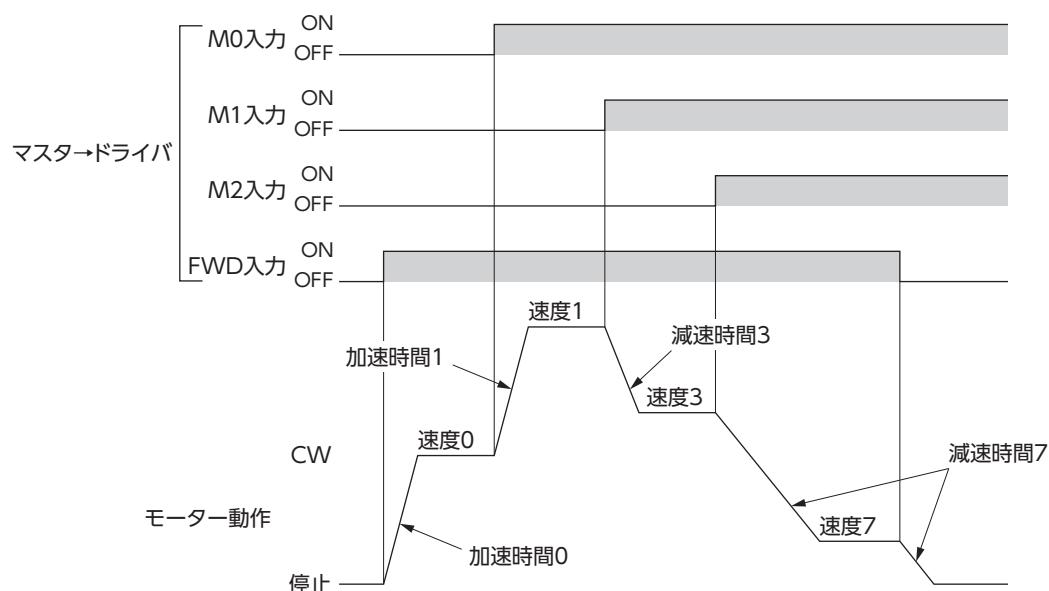 ON
M0入力
OFF
ON
M1入力
OFF
マスタ→ドライバ
ON
M2入力
OFF
ON
FWD入力
OFF
速度1
減速時間3
加速時間1
速度3
速度0
CW
減速時間7
モーター動作
速度7
加速時間0
停止